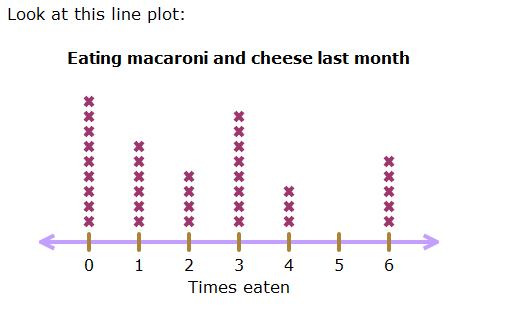 Look at this line plot:
Eating macaroni and cheese last month
0 1 2 3 4 5 6
Times eaten